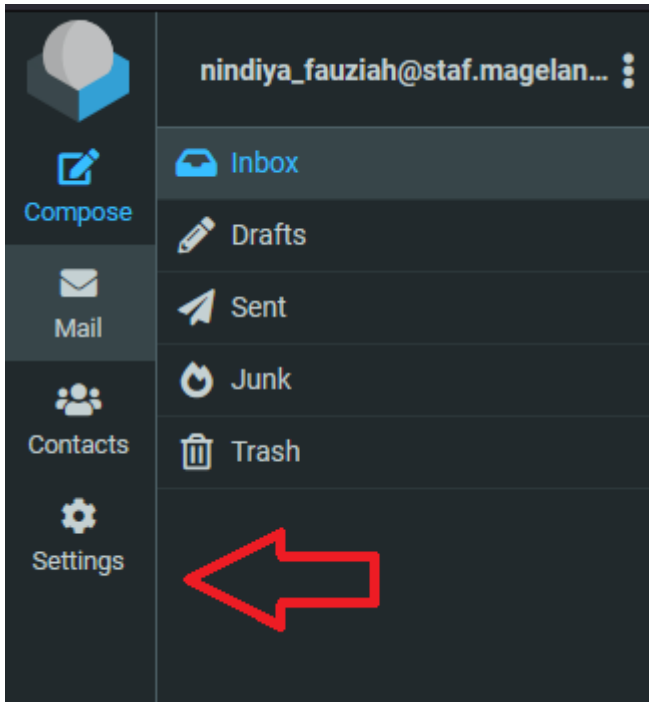 nindiya_fauziah@staf.magelan...
Compose
Mail
Contacts
Settings
Inbox
Drafts
Sent
Junk
Trash